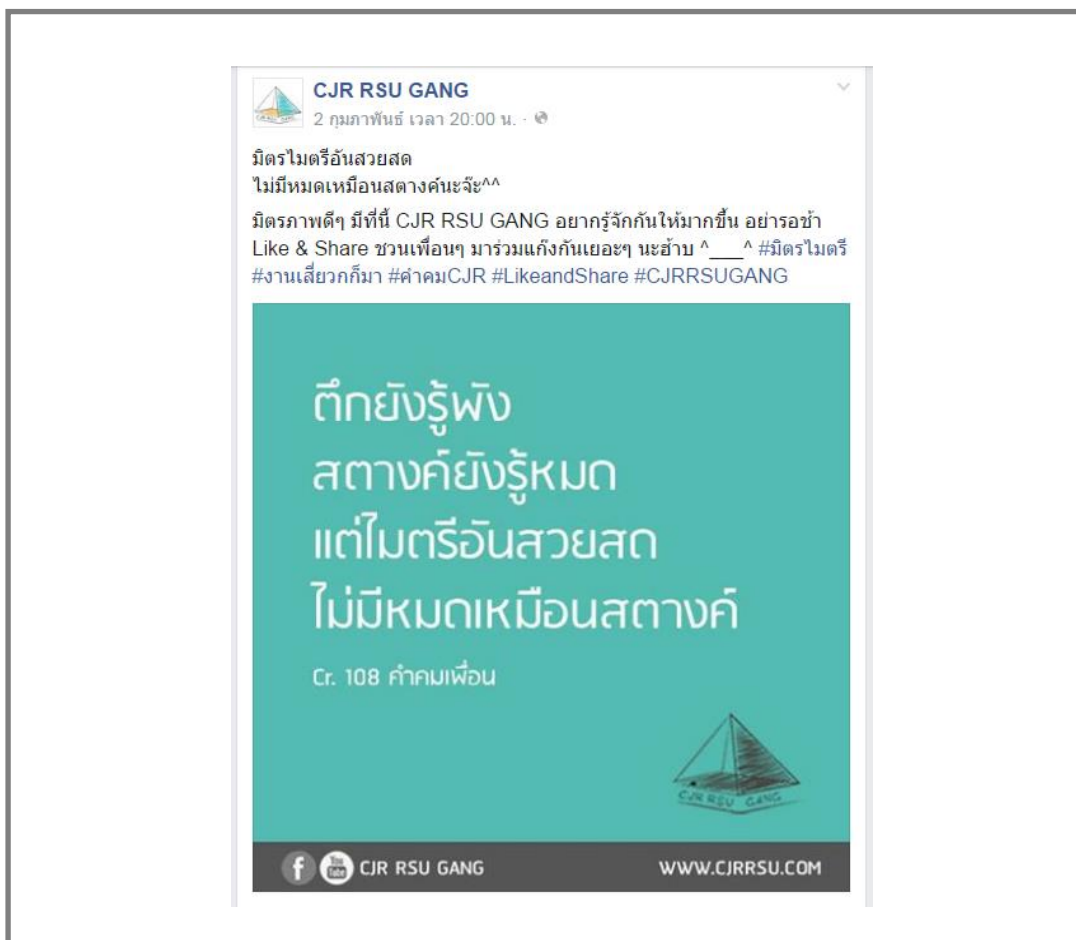 CJR RSU GANG
2 กุมภาพันธ์ เวลา 20:00 น. ·
มิตรไมตรีอันสวยสด
ไม่มีหมดเหมือนสตางค์นะจ๊ะ^^
มิตรภาพดีๆ มีที่นี่ CJR RSU GANG อยากรู้จักกันให้มากขึ้น อย่ารอช้า
Like & Share ชวนเพื่อนๆ มาร่วมแก๊งกันเยอะๆ นะฮ้าบ ^___^ #มิตรไมตรี
#งานเสี่ยวก็มา #คำคมCJR #LikeandShare #CJRRSUGANG
ตึกยังรู้พัง
สตางค์ยังรู้หมด
แต่ไมตรีอันสวยสด
ไม่มีหมดเหมือนสตางค์
Cr. 108 คำคมเพื่อน
CJR RSU GANG
f You Tube CJR RSU GANG WWW.CJRRSU.COM